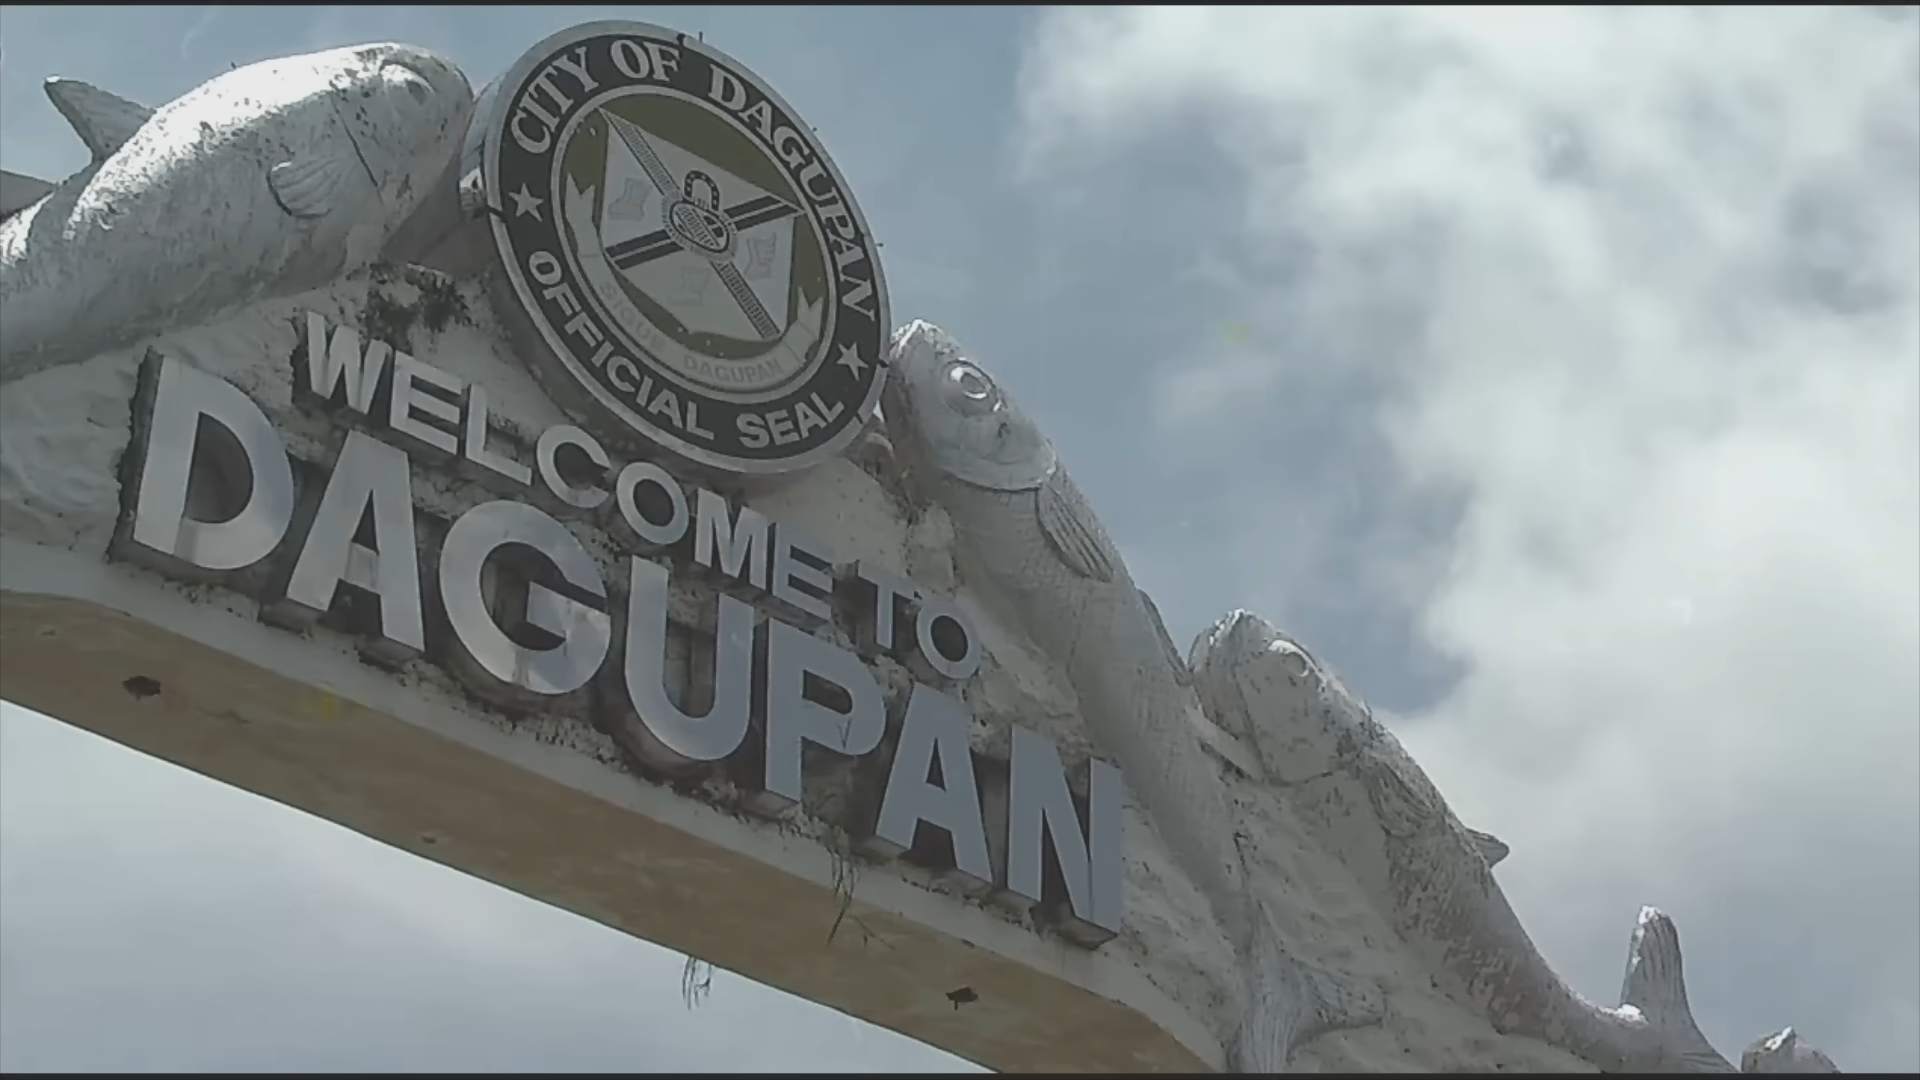 CITY OF DAGUPAN
SIGUE DAGUPAN
OFFICIAL SEAL
WELCOME TO
DAGUPAN